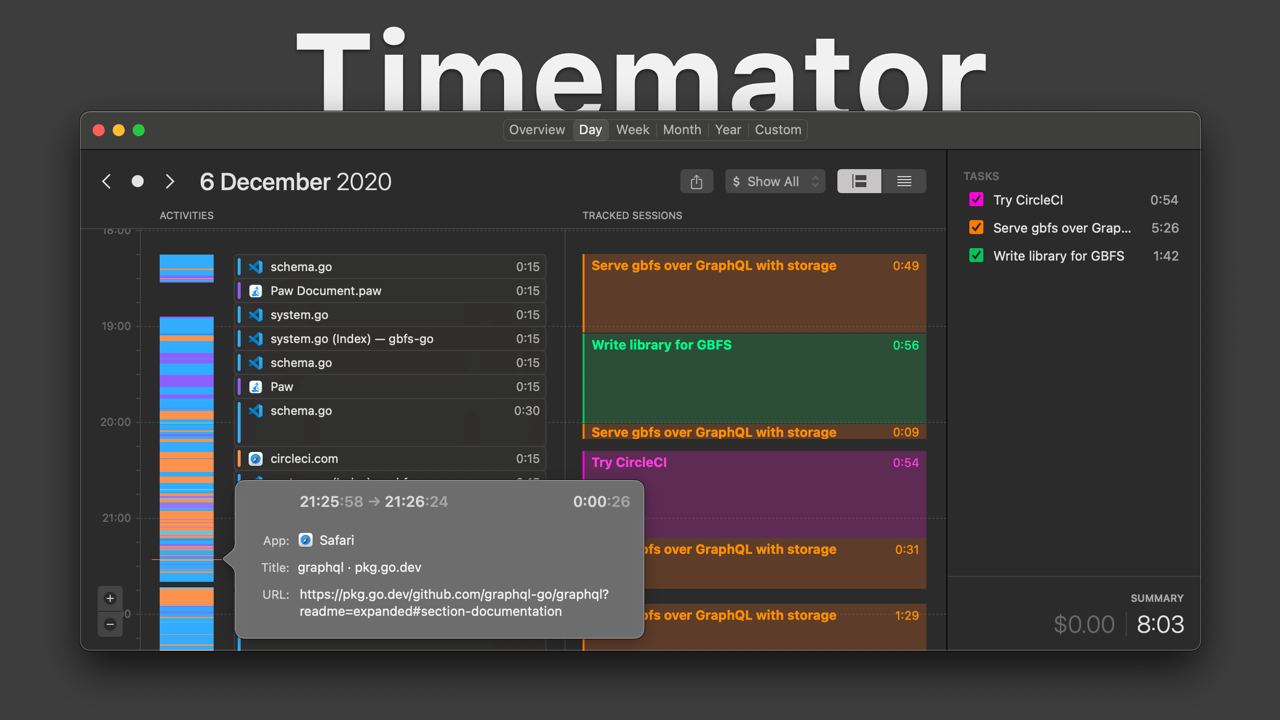 Timemator
Overview Day Week Month Year Custom
6 December 2020
$ Show All
ACTIVITIES
TRACKED SESSIONS
18:00
19:00
20:00
21:00
schema.go 0:15
Paw Document.paw 0:15
system.go 0:15
system.go (Index) — gbfs-go 0:15
schema.go 0:15
Paw 0:15
schema.go 0:30
circleci.com 0:15
21:25:58 → 21:26:24 0:00:26
App: Safari
Title: graphql · pkg.go.dev
URL: https://pkg.go.dev/github.com/graphql-go/graphql?
readme=expanded#section-documentation
Serve gbfs over GraphQL with storage 0:49
Write library for GBFS 0:56
Serve gbfs over GraphQL with storage 0:09
Try CircleCI 0:54
fs over GraphQL with storage 0:31
fs over GraphQL with storage 1:29
TASKS
Try CircleCI 0:54
Serve gbfs over Grap... 5:26
Write library for GBFS 1:42
SUMMARY
$0.00 8:03